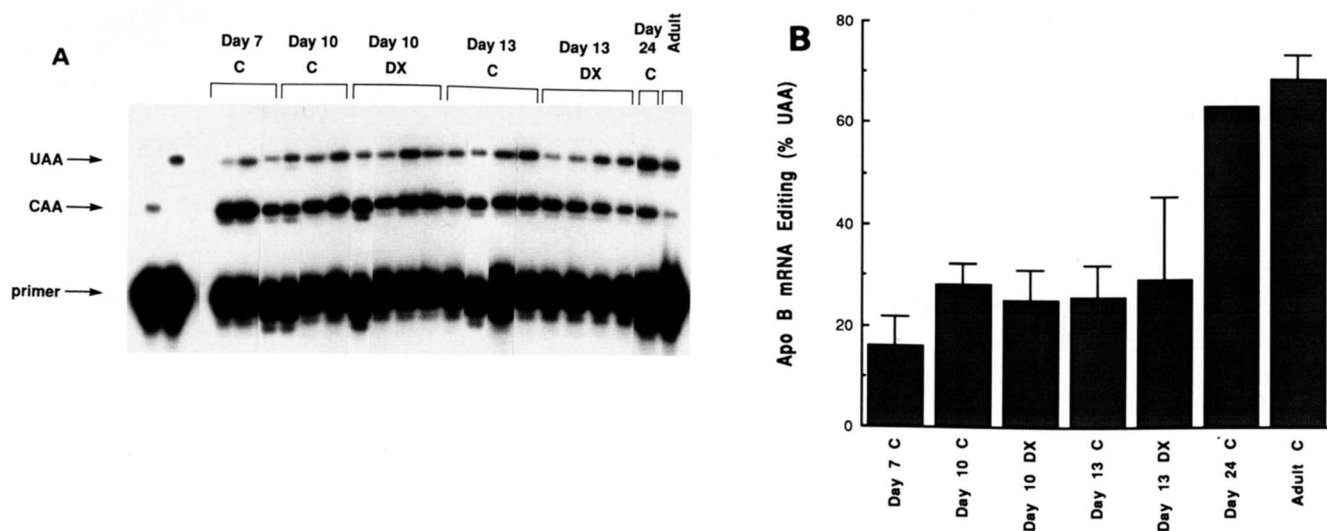 A
Day 7
C
Day 10
C
Day 10
DX
Day 13
C
Day 13
DX
Day
24
C
Adult
UAA
CAA
primer
B
Apo B mRNA Editing (% UAA)
80
60
40
20
0
Day 7 C
Day 10 C
Day 10 DX
Day 13 C
Day 13 DX
Day 24 C
Adult C